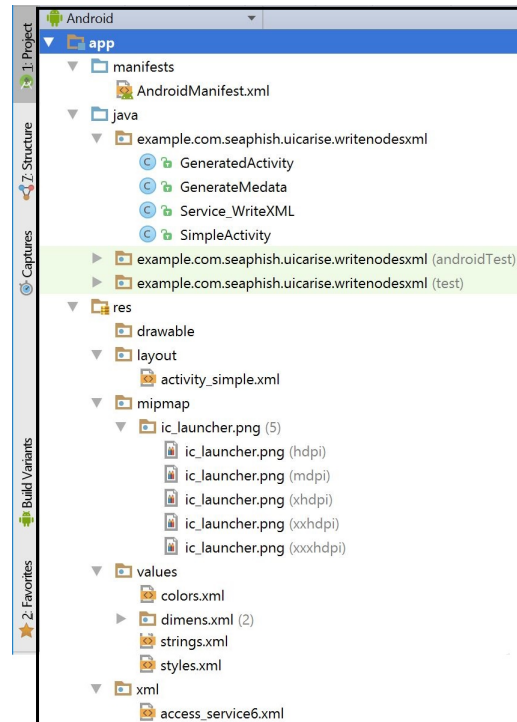 Android
app
manifests
AndroidManifest.xml
java
example.com.seaphish.uicarise.writenodesxml
GeneratedActivity
GenerateMedata
Service_WriteXML
SimpleActivity
example.com.seaphish.uicarise.writenodesxml (androidTest)
example.com.seaphish.uicarise.writenodesxml (test)
res
drawable
layout
activity_simple.xml
mipmap
ic_launcher.png (5)
ic_launcher.png (hdpi)
ic_launcher.png (mdpi)
ic_launcher.png (xhdpi)
ic_launcher.png (xxhdpi)
ic_launcher.png (xxxhdpi)
values
colors.xml
dimens.xml (2)
strings.xml
styles.xml
xml
access_service6.xml
1: Project
7: Structure
Captures
Build Variants
2: Favorites